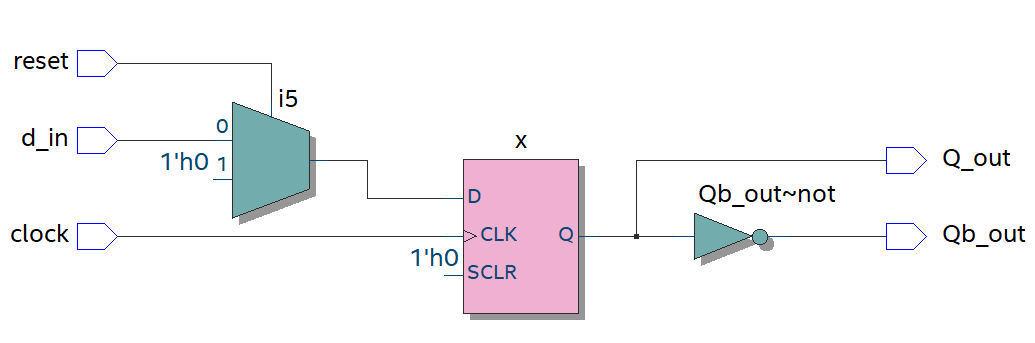 reset
i5
d_in
0
1'h0 1
x
D
clock
CLK
Q
1'h0
SCLR
Qb_out~not
Q_out
Qb_out